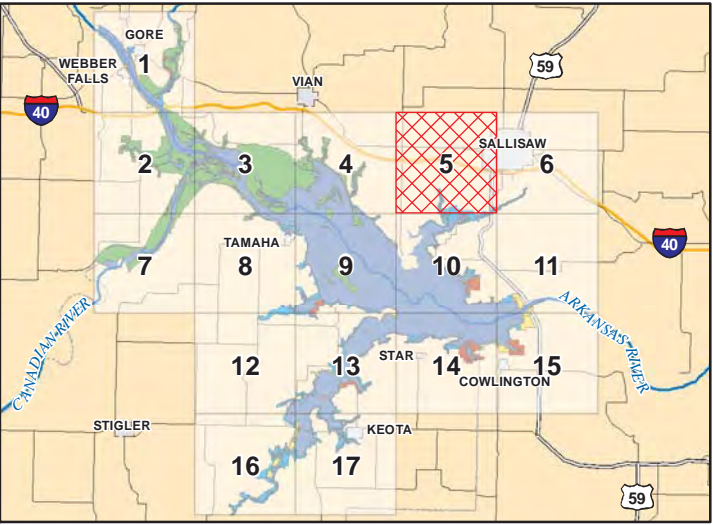 GORE
1
WEBBER
FALLS
59
VIAN
40
SALLISAW
2
3
4
5
6
TAMAHA
40
7
8
9
10
11
CANADIAN RIVER
ARKANSAS RIVER
12
13
STAR
14
15
COWLINGTON
STIGLER
KEOTA
16
17
59